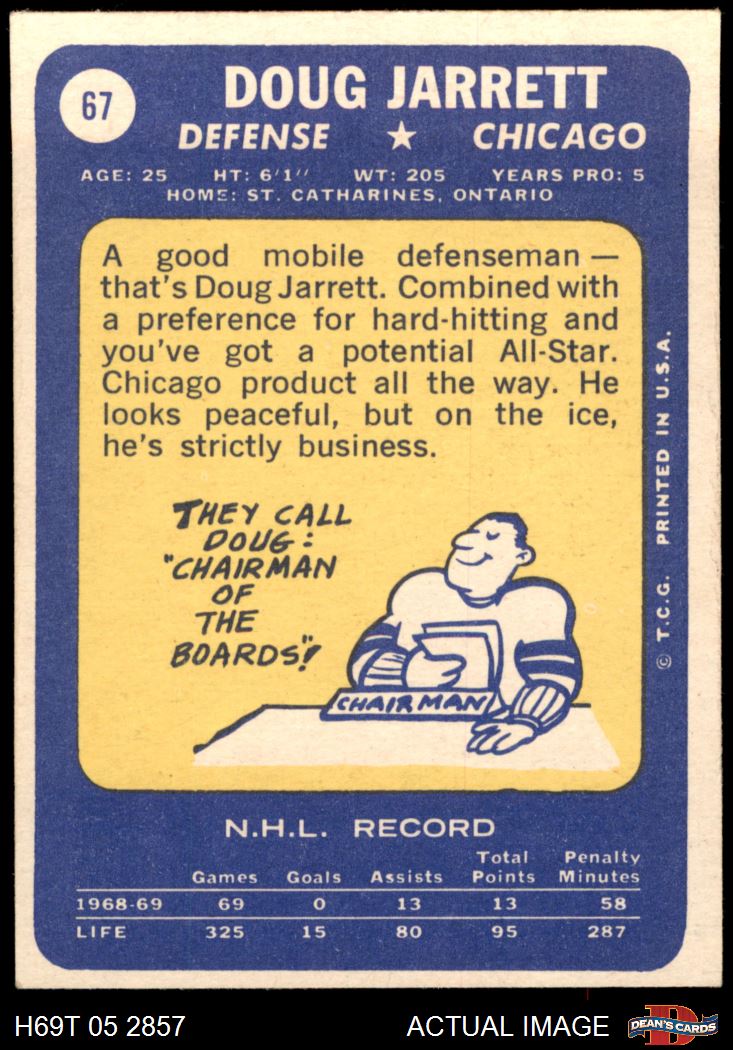 67
DOUG JARRETT
DEFENSE ★ CHICAGO
AGE: 25 HT: 6'1'' WT: 205 YEARS PRO: 5
HOME: ST. CATHARINES, ONTARIO
A good mobile defenseman —
that's Doug Jarrett. Combined with
a preference for hard-hitting and
you've got a potential All-Star.
Chicago product all the way. He
looks peaceful, but on the ice,
he's strictly business.
THEY CALL
DOUG:
"CHAIRMAN
OF
THE
BOARDS"!
CHAIRMAN
© T.C.G. PRINTED IN U.S.A.
N.H.L. RECORD
Games Goals Assists Total Points Penalty Minutes
1968-69 69 0 13 13 58
LIFE 325 15 80 95 287
H69T 05 2857 ACTUAL IMAGE D DEAN'S CARDS